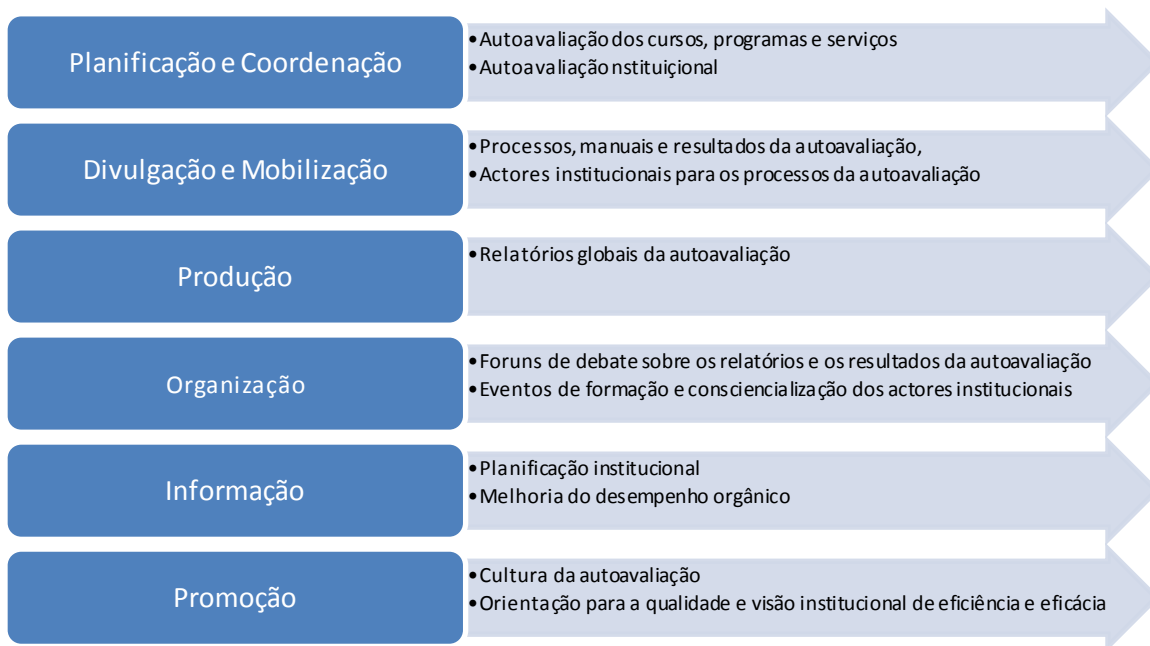 Planificação e Coordenação
•Autoavaliação dos cursos, programas e serviços
•Autoavaliação nstituiçional
Divulgação e Mobilização
•Processos, manuais e resultados da autoavaliação,
•Actores institucionais para os processos da autoavaliação
Produção
•Relatórios globais da autoavaliação
Organização
•Foruns de debate sobre os relatórios e os resultados da autoavaliação
•Eventos de formação e consciencialização dos actores institucionais
Informação
•Planificação institucional
•Melhoria do desempenho orgânico
Promoção
•Cultura da autoavaliação
•Orientação para a qualidade e visão institucional de eficiência e eficácia